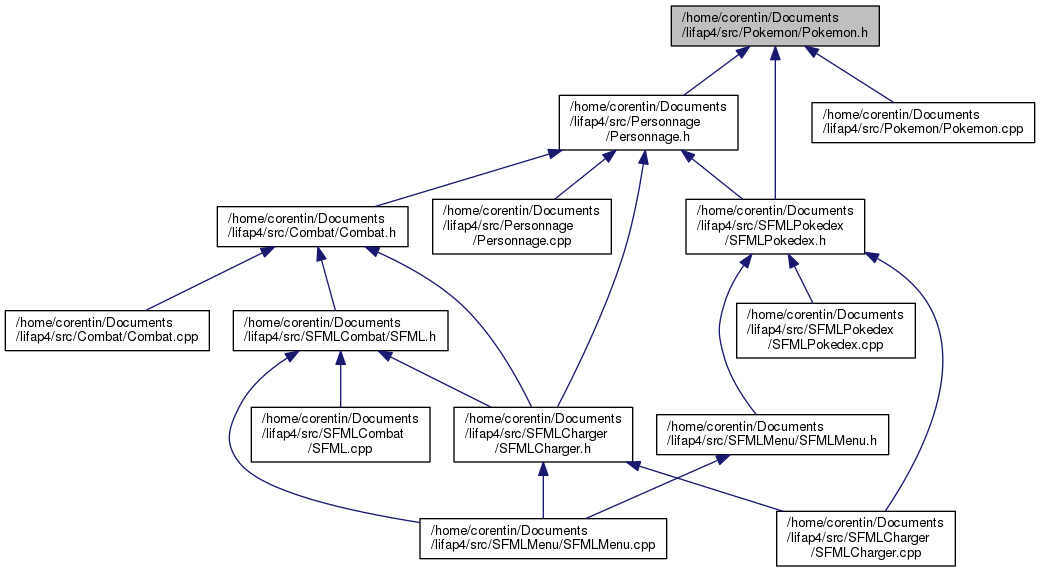 /home/corentin/Documents
/lifap4/src/Pokemon/Pokemon.h
/home/corentin/Documents
/lifap4/src/Personnage
/Personnage.h
/home/corentin/Documents
/lifap4/src/Pokemon/Pokemon.cpp
/home/corentin/Documents
/lifap4/src/Combat/Combat.h
/home/corentin/Documents
/lifap4/src/Personnage
/Personnage.cpp
/home/corentin/Documents
/lifap4/src/SFMLPokedex
/SFMLPokedex.h
/home/corentin/Documents
/lifap4/src/Combat/Combat.cpp
/home/corentin/Documents
/lifap4/src/SFMLCombat/SFML.h
/home/corentin/Documents
/lifap4/src/SFMLPokedex
/SFMLPokedex.cpp
/home/corentin/Documents
/lifap4/src/SFMLCombat
/SFML.cpp
/home/corentin/Documents
/lifap4/src/SFMLCharger
/SFMLCharger.h
/home/corentin/Documents
/lifap4/src/SFMLMenu/SFMLMenu.h
/home/corentin/Documents
/lifap4/src/SFMLMenu/SFMLMenu.cpp
/home/corentin/Documents
/lifap4/src/SFMLCharger
/SFMLCharger.cpp